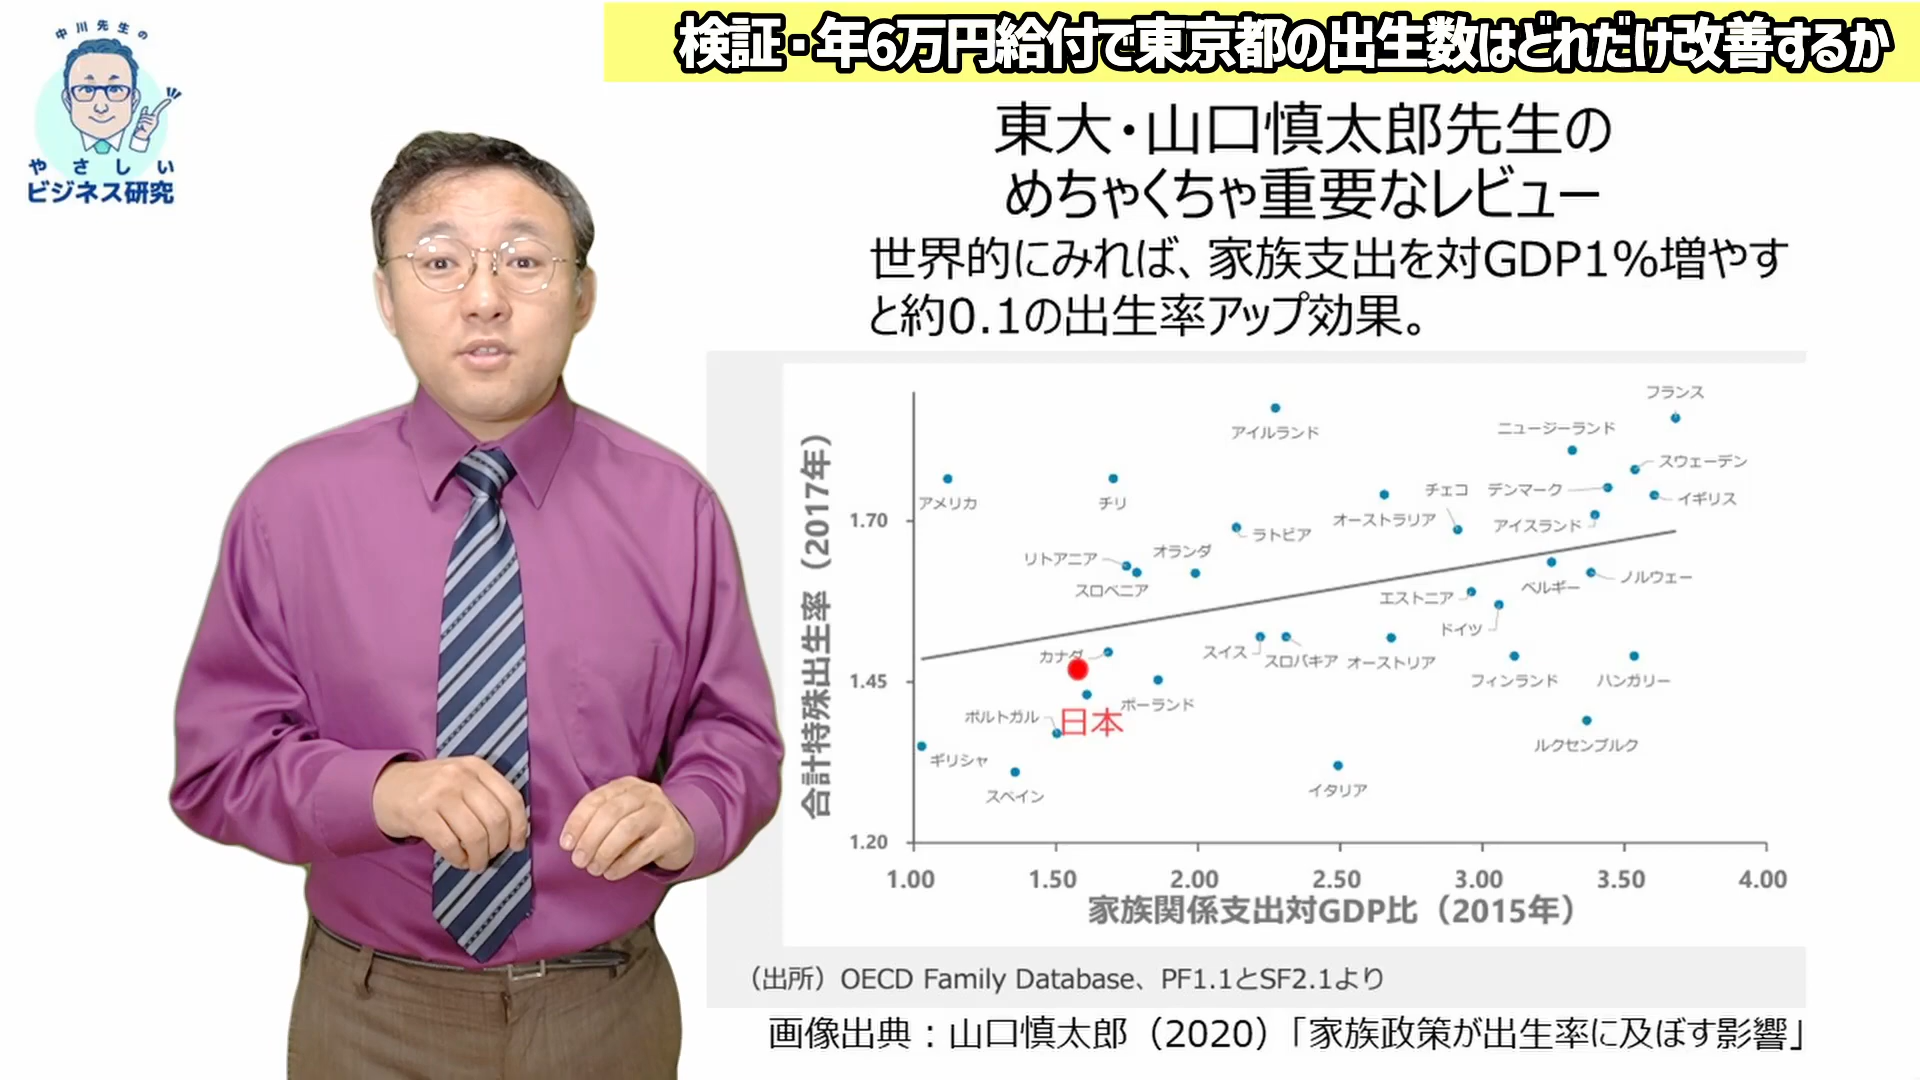 中川先生の
やさしい
ビジネス研究
検証・年6万円給付で東京都の出生数はどれだけ改善するか
東大・山口慎太郎先生の
めちゃくちゃ重要なレビュー
世界的にみれば、家族支出を対GDP1%増やす
と約0.1の出生率アップ効果。
合計特殊出生率（2017年）
1.70
1.45
1.20
フランス
アイルランド
ニュージーランド
スウェーデン
アメリカ
チリ
チェコ
デンマーク
イギリス
オーストラリア
アイスランド
ラトビア
リトアニア
オランダ
スロベニア
ベルギー
ノルウェー
エストニア
ドイツ
カナダ
スイス
スロバキア
オーストリア
フィンランド
ハンガリー
ポルトガル
日本
ポーランド
ルクセンブルク
ギリシャ
スペイン
イタリア
1.00
1.50
2.00
2.50
3.00
3.50
4.00
家族関係支出対GDP比（2015年）
（出所）OECD Family Database、PF1.1とSF2.1より
画像出典：山口慎太郎（2020）「家族政策が出生率に及ぼす影響」